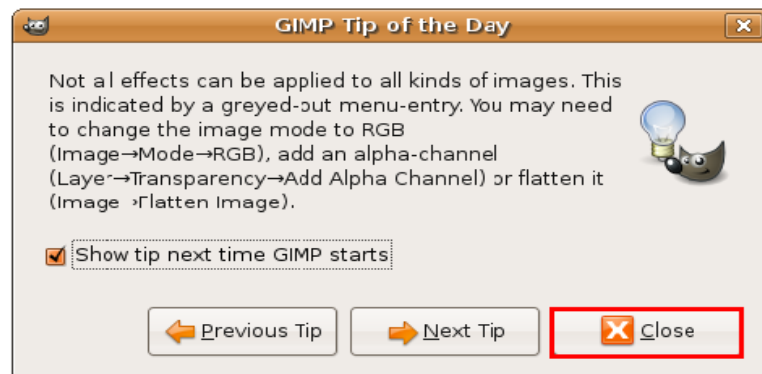 GIMP Tip of the Day
Not all effects can be applied to all kinds of images. This
is indicated by a greyed-out menu-entry. You may need
to change the image mode to RGB
(Image→Mode→RGB), add an alpha-channel
(Layer→Transparency→Add Alpha Channel) or flatten it
(Image→Flatten Image).
Show tip next time GIMP starts
Previous Tip
Next Tip
Close